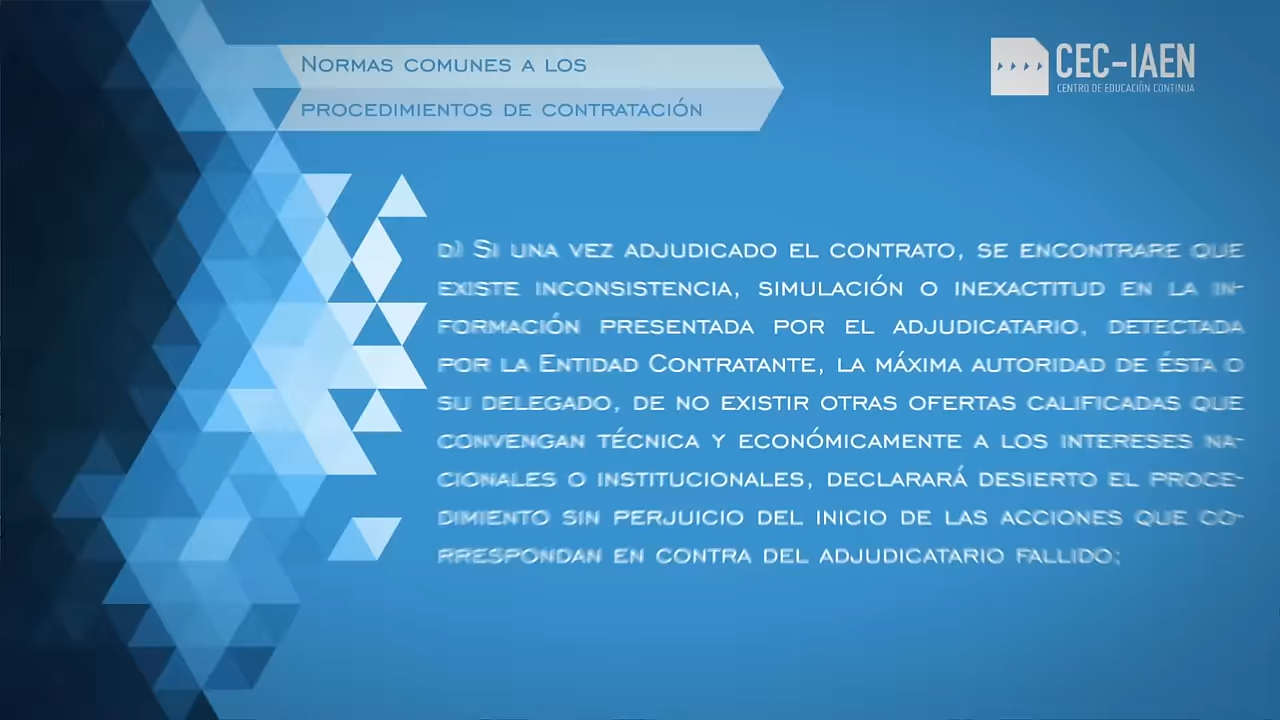 Normas comunes a los
procedimientos de contratación
CEC-IAEN
CENTRO DE EDUCACIÓN CONTINUA
d) Si una vez adjudicado el contrato, se encontrare que
existe inconsistencia, simulación o inexactitud en la in-
formación presentada por el adjudicatario, detectada
por la Entidad Contratante, la máxima autoridad de ésta o
su delegado, de no existir otras ofertas calificadas que
convengan técnica y económicamente a los intereses na-
cionales o institucionales, declarará desierto el proce-
dimiento sin perjuicio del inicio de las acciones que co-
rrespondan en contra del adjudicatario fallido;